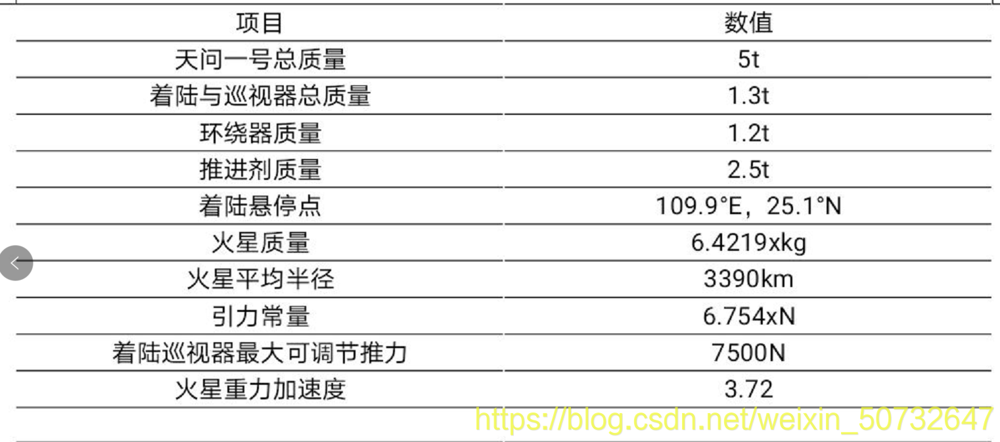 项目 数值
天问一号总质量 5t
着陆与巡视器总质量 1.3t
环绕器质量 1.2t
推进剂质量 2.5t
着陆悬停点 109.9°E，25.1°N
火星质量 6.4219xkg
火星平均半径 3390km
引力常量 6.754xN
着陆巡视器最大可调节推力 7500N
火星重力加速度 3.72
https://blog.csdn.net/weixin_50732647